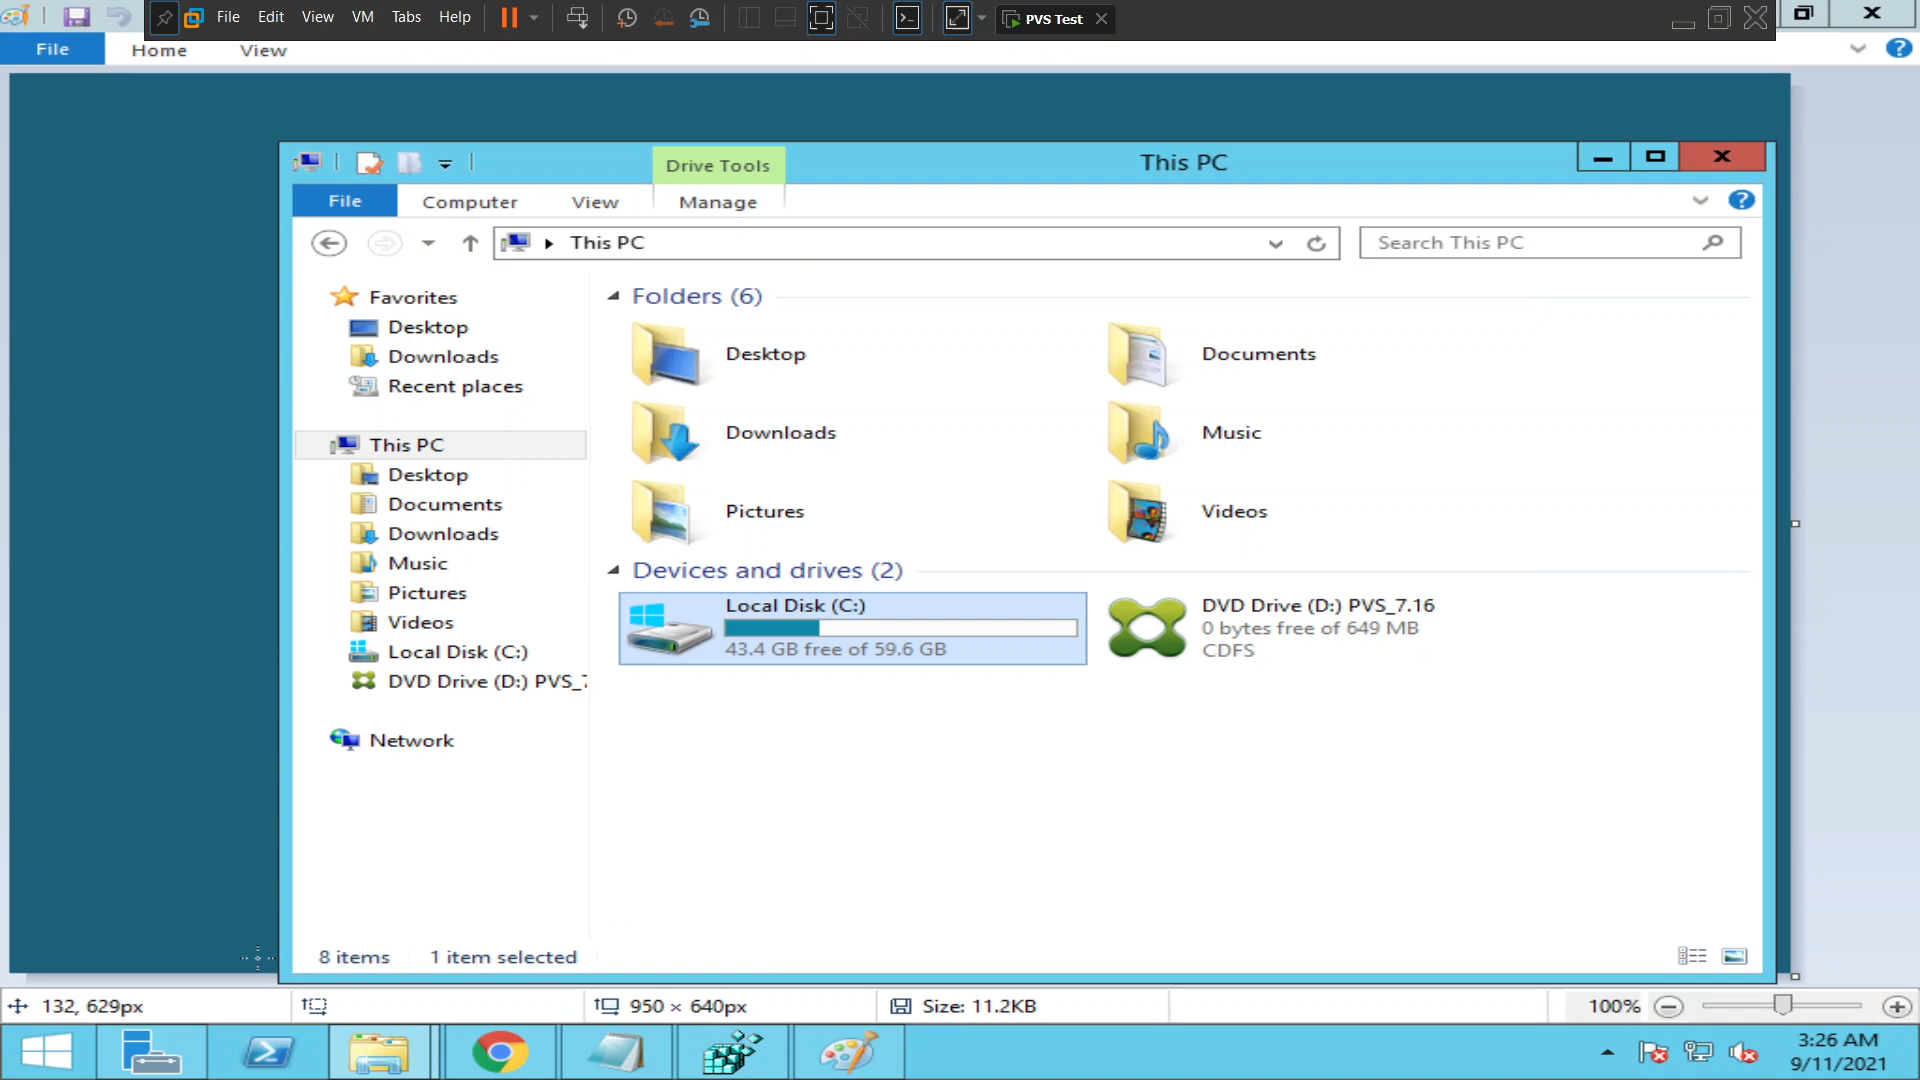 File Edit View VM Tabs Help PVS Test
File Home View
Drive Tools This PC
File Computer View Manage
This PC Search This PC
Favorites
Desktop
Downloads
Recent places
This PC
Desktop
Documents
Downloads
Music
Pictures
Videos
Local Disk (C:)
DVD Drive (D:) PVS_7
Network
Folders (6)
Desktop Documents
Downloads Music
Pictures Videos
Devices and drives (2)
Local Disk (C:)
43.4 GB free of 59.6 GB
DVD Drive (D:) PVS_7.16
0 bytes free of 649 MB
CDFS
8 items 1 item selected
132, 629px 950 × 640px Size: 11.2KB 100%
3:26 AM
9/11/2021